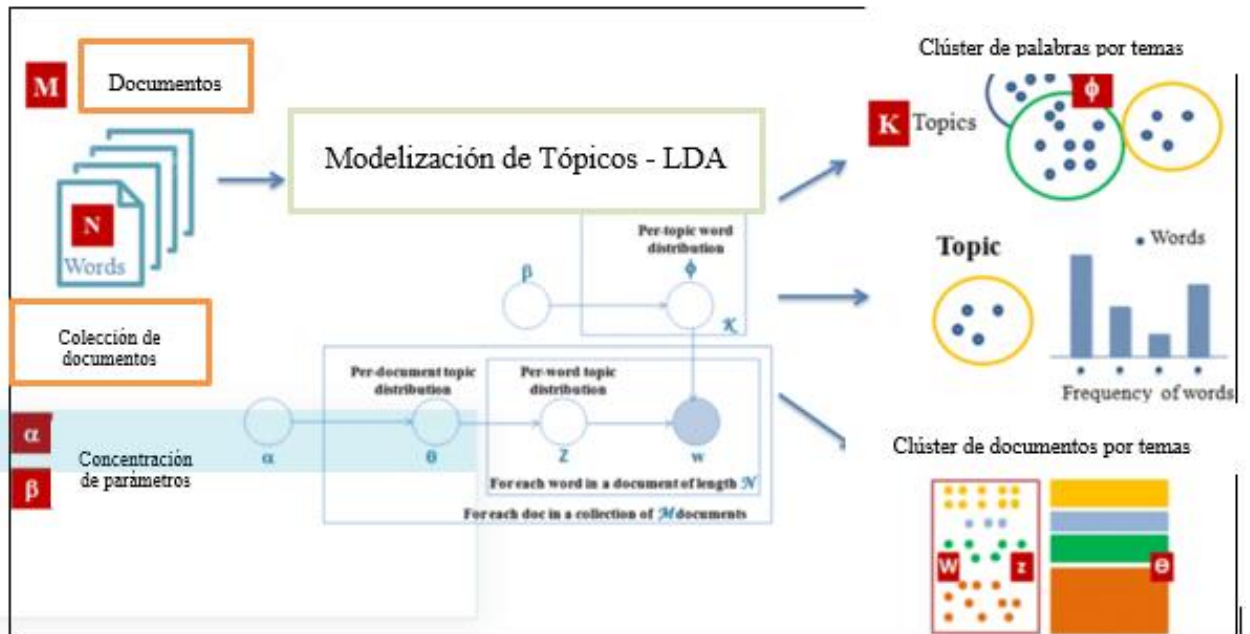 M
Documentos
N
Words
Colección de
documentos
α
β
Concentración
de parámetros
Modelización de Tópicos - LDA
Per-topic word
distribution
β
ϕ
K
Per-document topic
distribution
Per-word topic
distribution
α
θ
Z
w
For each word in a document of length N
For each doc in a collection of M documents
Clúster de palabras por temas
ϕ
K Topics
Topic
• Words
Frequency of words
Clúster de documentos por temas
W
z
Θ